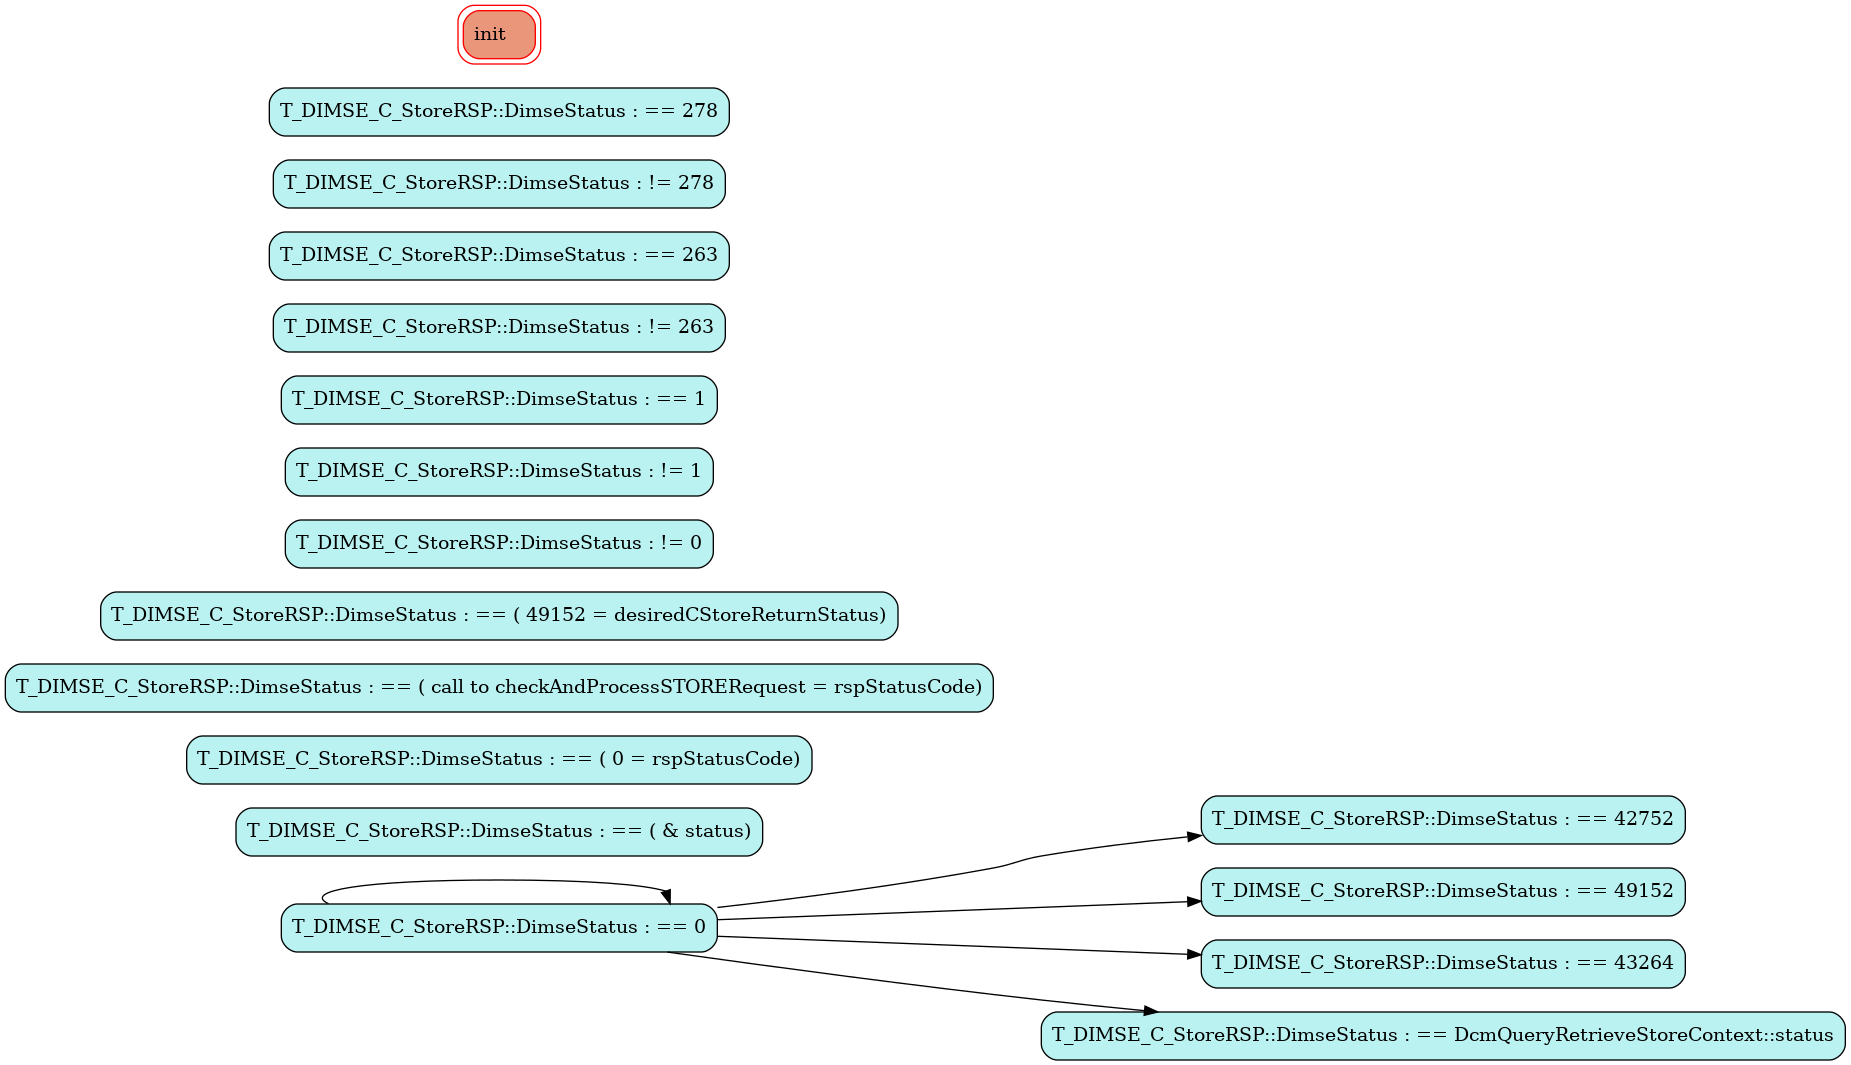 init
T_DIMSE_C_StoreRSP::DimseStatus : == 278
T_DIMSE_C_StoreRSP::DimseStatus : != 278
T_DIMSE_C_StoreRSP::DimseStatus : == 263
T_DIMSE_C_StoreRSP::DimseStatus : != 263
T_DIMSE_C_StoreRSP::DimseStatus : == 1
T_DIMSE_C_StoreRSP::DimseStatus : != 1
T_DIMSE_C_StoreRSP::DimseStatus : != 0
T_DIMSE_C_StoreRSP::DimseStatus : == ( 49152 = desiredCStoreReturnStatus)
T_DIMSE_C_StoreRSP::DimseStatus : == ( call to checkAndProcessSTORERequest = rspStatusCode)
T_DIMSE_C_StoreRSP::DimseStatus : == ( 0 = rspStatusCode)
T_DIMSE_C_StoreRSP::DimseStatus : == ( & status)
T_DIMSE_C_StoreRSP::DimseStatus : == 0
T_DIMSE_C_StoreRSP::DimseStatus : == 42752
T_DIMSE_C_StoreRSP::DimseStatus : == 49152
T_DIMSE_C_StoreRSP::DimseStatus : == 43264
T_DIMSE_C_StoreRSP::DimseStatus : == DcmQueryRetrieveStoreContext::status